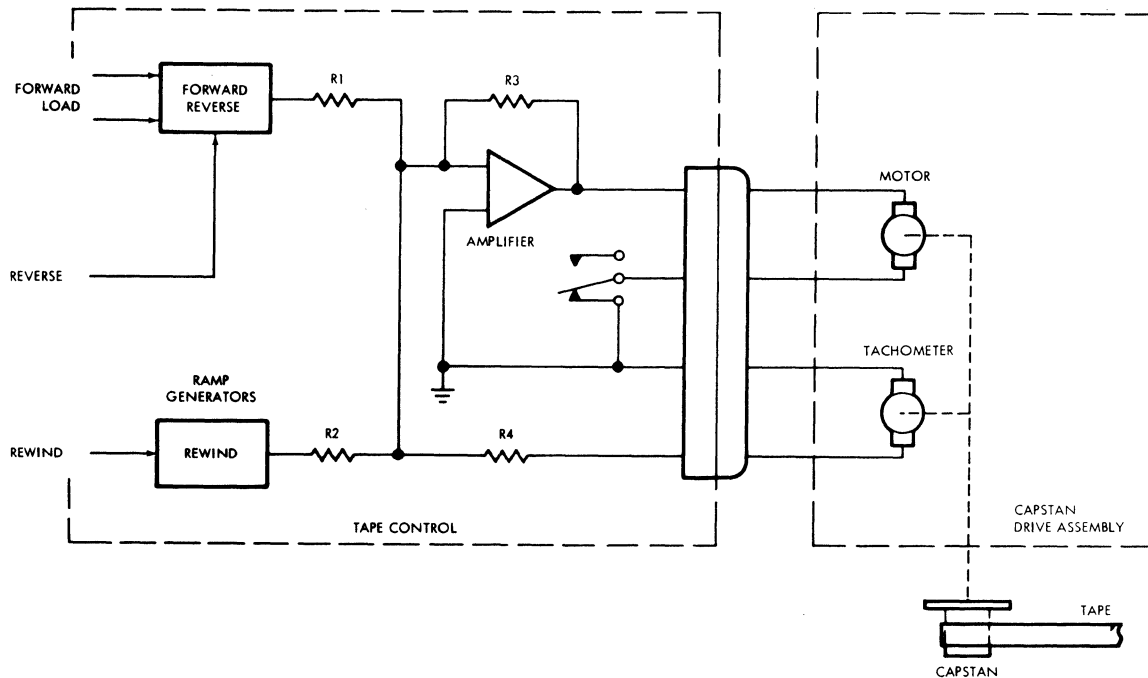 FORWARD
LOAD
FORWARD
REVERSE
R1
R3
AMPLIFIER
REVERSE
MOTOR
TACHOMETER
RAMP
GENERATORS
REWIND
REWIND
R2
R4
TAPE CONTROL
CAPSTAN
DRIVE ASSEMBLY
TAPE
CAPSTAN